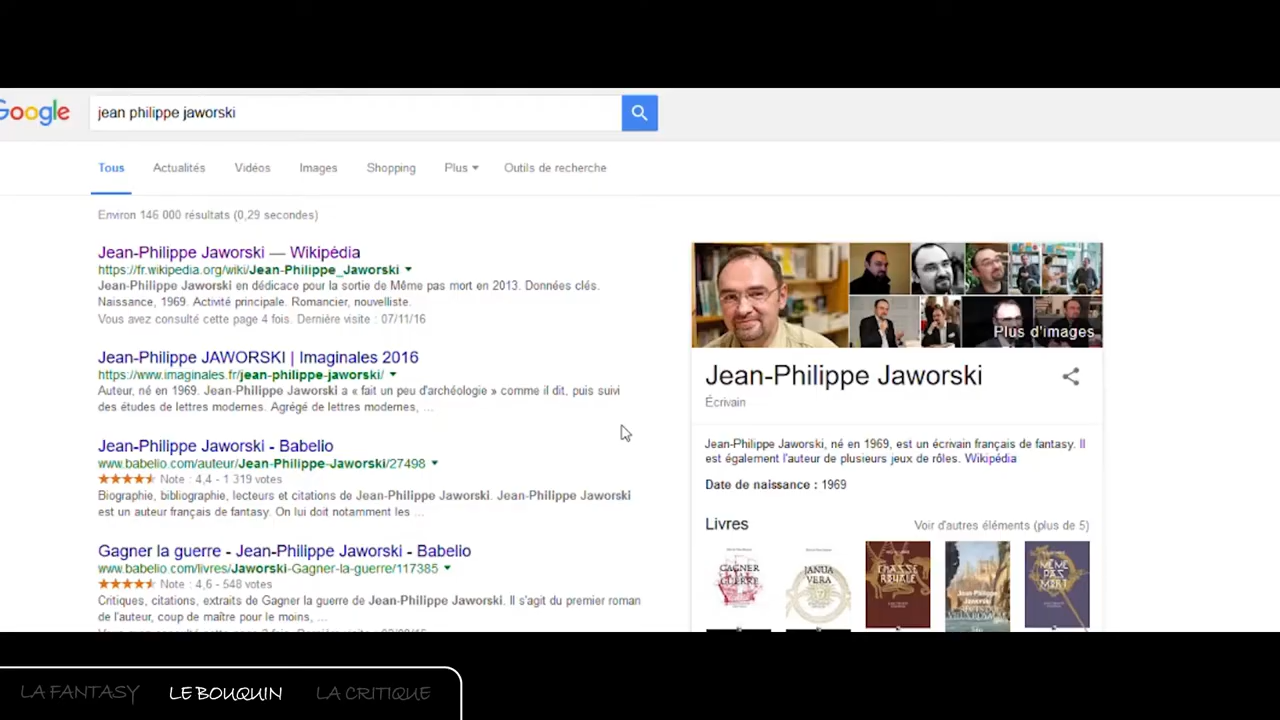 Google
jean philippe jaworski
Tous Actualités Vidéos Images Shopping Plus Outils de recherche
Environ 146 000 résultats (0,29 secondes)
Jean-Philippe Jaworski — Wikipédia
https://fr.wikipedia.org/wiki/Jean-Philippe_Jaworski
Jean-Philippe Jaworski en dédicace pour la sortie de Même pas mort en 2013. Données clés.
Naissance, 1969. Activité principale. Romancier, nouvelliste.
Vous avez consulté cette page 4 fois. Dernière visite : 07/11/16
Jean-Philippe JAWORSKI | Imaginales 2016
https://www.imaginales.fr/jean-philippe-jaworski/
Auteur, né en 1969. Jean-Philippe Jaworski a « fait un peu d'archéologie » comme il dit, puis suivi
des études de lettres modernes. Agrégé de lettres modernes, ...
Jean-Philippe Jaworski - Babelio
www.babelio.com/auteur/Jean-Philippe-Jaworski/27498
Note : 4,4 - 1 319 votes
Biographie, bibliographie, lecteurs et citations de Jean-Philippe Jaworski. Jean-Philippe Jaworski
est un auteur français de fantasy. On lui doit notamment les ...
Gagner la guerre - Jean-Philippe Jaworski - Babelio
www.babelio.com/livres/Jaworski-Gagner-la-guerre/117385
Note : 4,6 - 548 votes
Critiques, citations, extraits de Gagner la guerre de Jean-Philippe Jaworski. Il s'agit du premier roman
de l'auteur, coup de maître pour le moins, ...
Plus d'images
Jean-Philippe Jaworski
Écrivain
Jean-Philippe Jaworski, né en 1969, est un écrivain français de fantasy. Il
est également l'auteur de plusieurs jeux de rôles. Wikipédia
Date de naissance : 1969
Livres Voir d'autres éléments (plus de 5)
GAGNER
GUERRE
JANUA
VERA
CHASSE
ROYALE
Jean-Philippe
Jaworski
MÊME
PAS
MORT
LA FANTASY LE BOUQUIN LA CRITIQUE